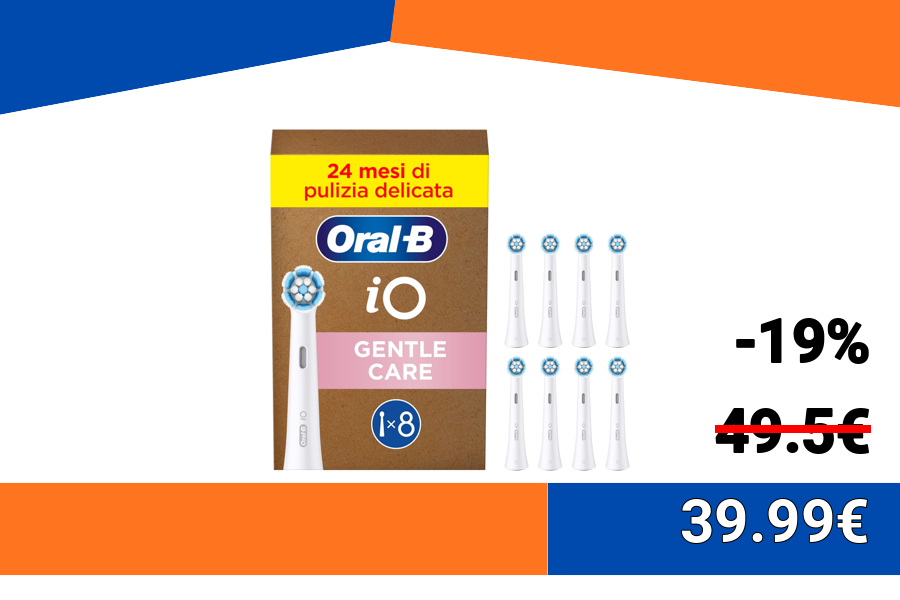 24 mesi di
pulizia delicata
Oral-B
iO
GENTLE
CARE
1×8
-19%
49.5€
39.99€